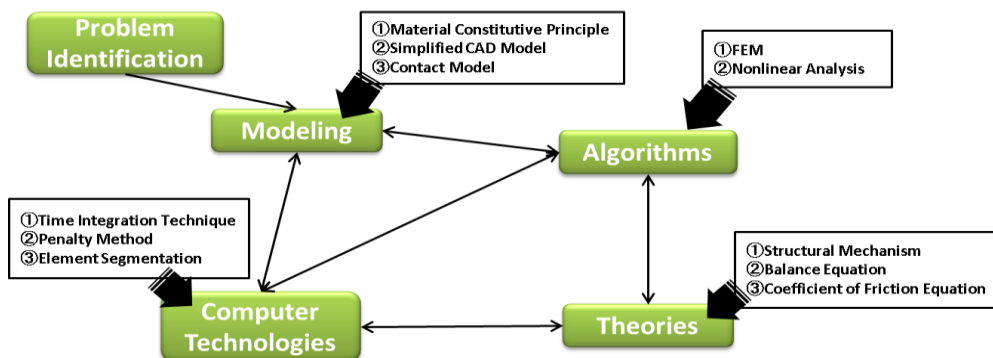 Problem
Identification
①Material Constitutive Principle
②Simplified CAD Model
③Contact Model
①FEM
②Nonlinear Analysis
Modeling
Algorithms
①Time Integration Technique
②Penalty Method
③Element Segmentation
①Structural Mechanism
②Balance Equation
③Coefficient of Friction Equation
Computer
Technologies
Theories